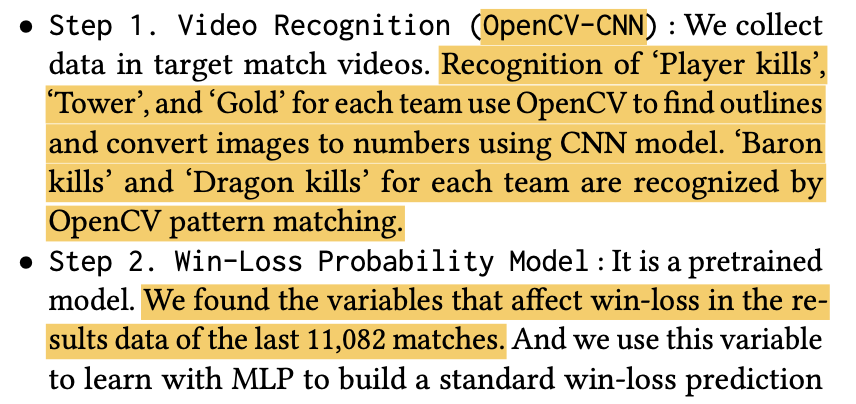 • Step 1. Video Recognition (OpenCV-CNN) : We collect
data in target match videos. Recognition of ‘Player kills’,
‘Tower’, and ‘Gold’ for each team use OpenCV to find outlines
and convert images to numbers using CNN model. ‘Baron
kills’ and ‘Dragon kills’ for each team are recognized by
OpenCV pattern matching.
• Step 2. Win-Loss Probability Model : It is a pretrained
model. We found the variables that affect win-loss in the re-
sults data of the last 11,082 matches. And we use this variable
to learn with MLP to build a standard win-loss prediction